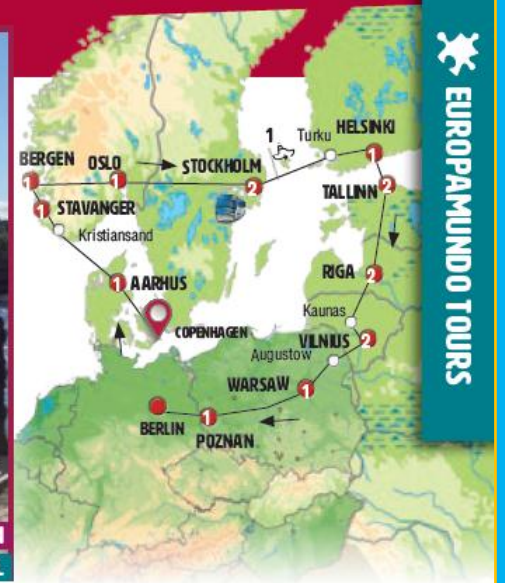 EUROPAMUNDO TOURS
1
Turku
HELSINKI
1
BERGEN
OSLO
STOCKHOLM
1
1
2
TALLINN
2
1
STAVANGER
Kristiansand
RIGA
2
1
AARHUS
Kaunas
COPENHAGEN
VILNIUS
2
Augustow
WARSAW
1
BERLIN
1
POZNAN